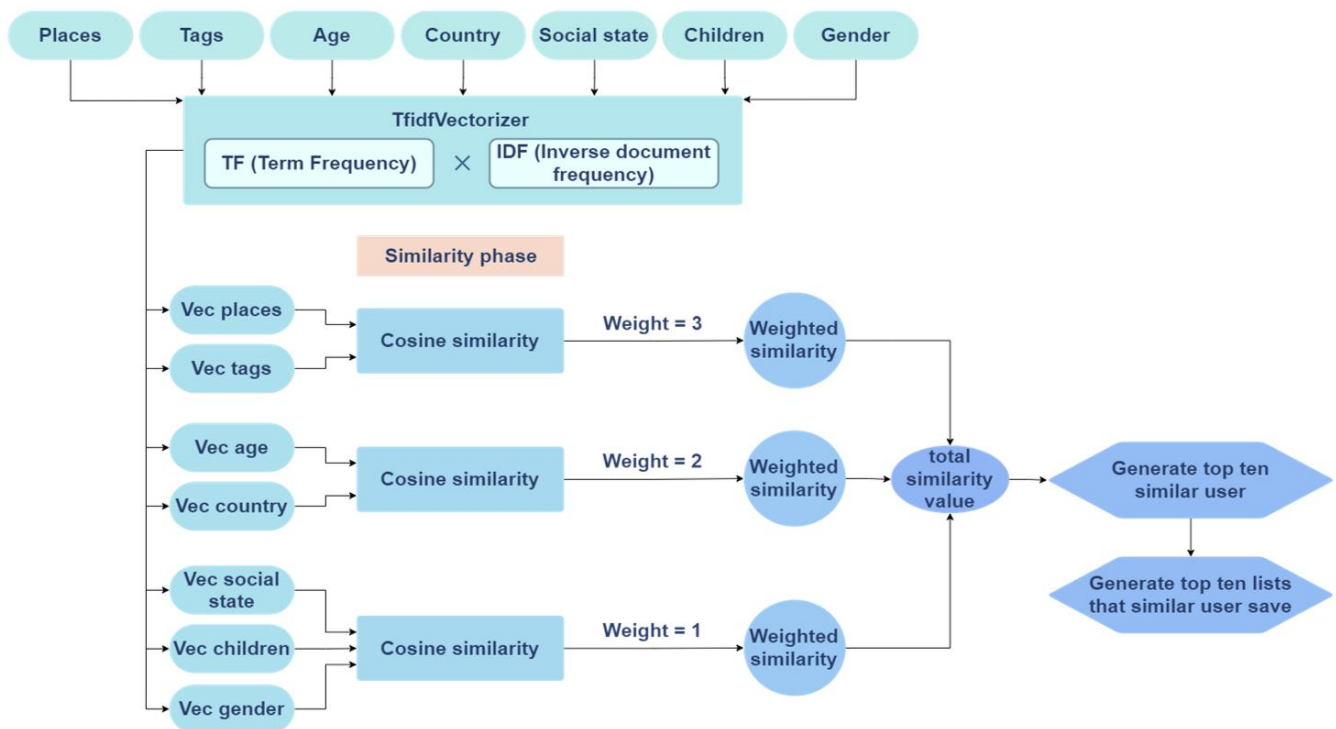 Places
Tags
Age
Country
Social state
Children
Gender
TfidfVectorizer
TF (Term Frequency)
×
IDF (Inverse document
frequency)
Similarity phase
Vec places
Vec tags
Cosine similarity
Weight = 3
Weighted
similarity
Vec age
Vec country
Cosine similarity
Weight = 2
Weighted
similarity
total
similarity
value
Generate top ten
similar user
Generate top ten lists
that similar user save
Vec social
state
Vec children
Vec gender
Cosine similarity
Weight = 1
Weighted
similarity